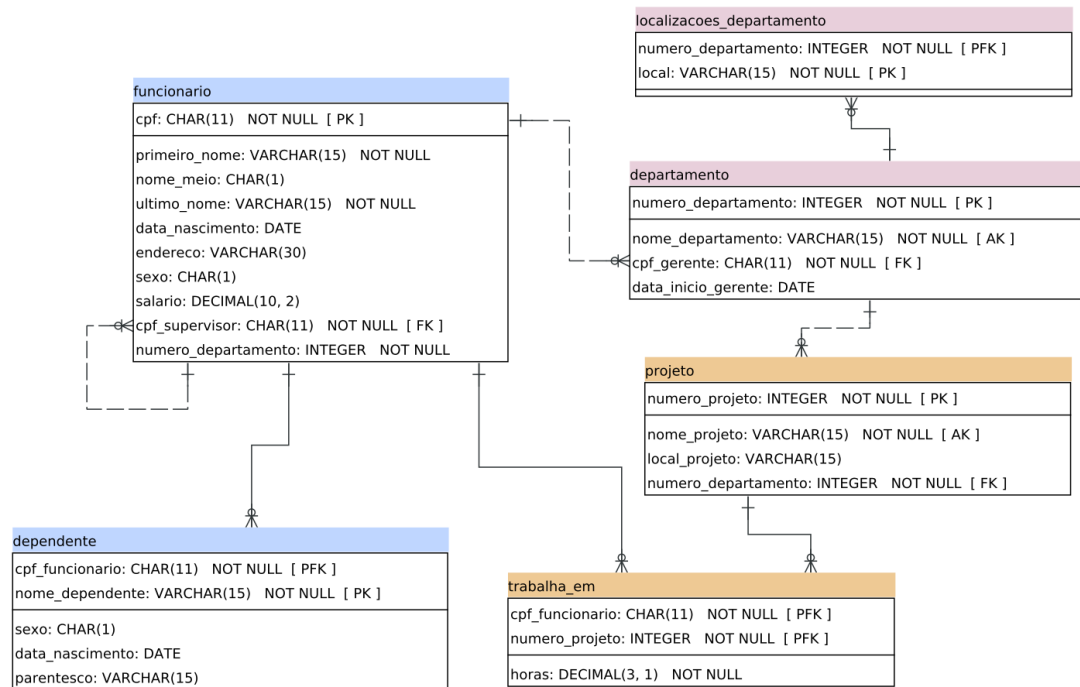 localizacoes_departamento
numero_departamento: INTEGER NOT NULL [ PFK ]
local: VARCHAR(15) NOT NULL [ PK ]
funcionario
cpf: CHAR(11) NOT NULL [ PK ]
primeiro_nome: VARCHAR(15) NOT NULL
nome_meio: CHAR(1)
ultimo_nome: VARCHAR(15) NOT NULL
data_nascimento: DATE
endereco: VARCHAR(30)
sexo: CHAR(1)
salario: DECIMAL(10, 2)
cpf_supervisor: CHAR(11) NOT NULL [ FK ]
numero_departamento: INTEGER NOT NULL
departamento
numero_departamento: INTEGER NOT NULL [ PK ]
nome_departamento: VARCHAR(15) NOT NULL [ AK ]
cpf_gerente: CHAR(11) NOT NULL [ FK ]
data_inicio_gerente: DATE
projeto
numero_projeto: INTEGER NOT NULL [ PK ]
nome_projeto: VARCHAR(15) NOT NULL [ AK ]
local_projeto: VARCHAR(15)
numero_departamento: INTEGER NOT NULL [ FK ]
dependente
cpf_funcionario: CHAR(11) NOT NULL [ PFK ]
nome_dependente: VARCHAR(15) NOT NULL [ PK ]
sexo: CHAR(1)
data_nascimento: DATE
parentesco: VARCHAR(15)
trabalha_em
cpf_funcionario: CHAR(11) NOT NULL [ PFK ]
numero_projeto: INTEGER NOT NULL [ PFK ]
horas: DECIMAL(3, 1) NOT NULL